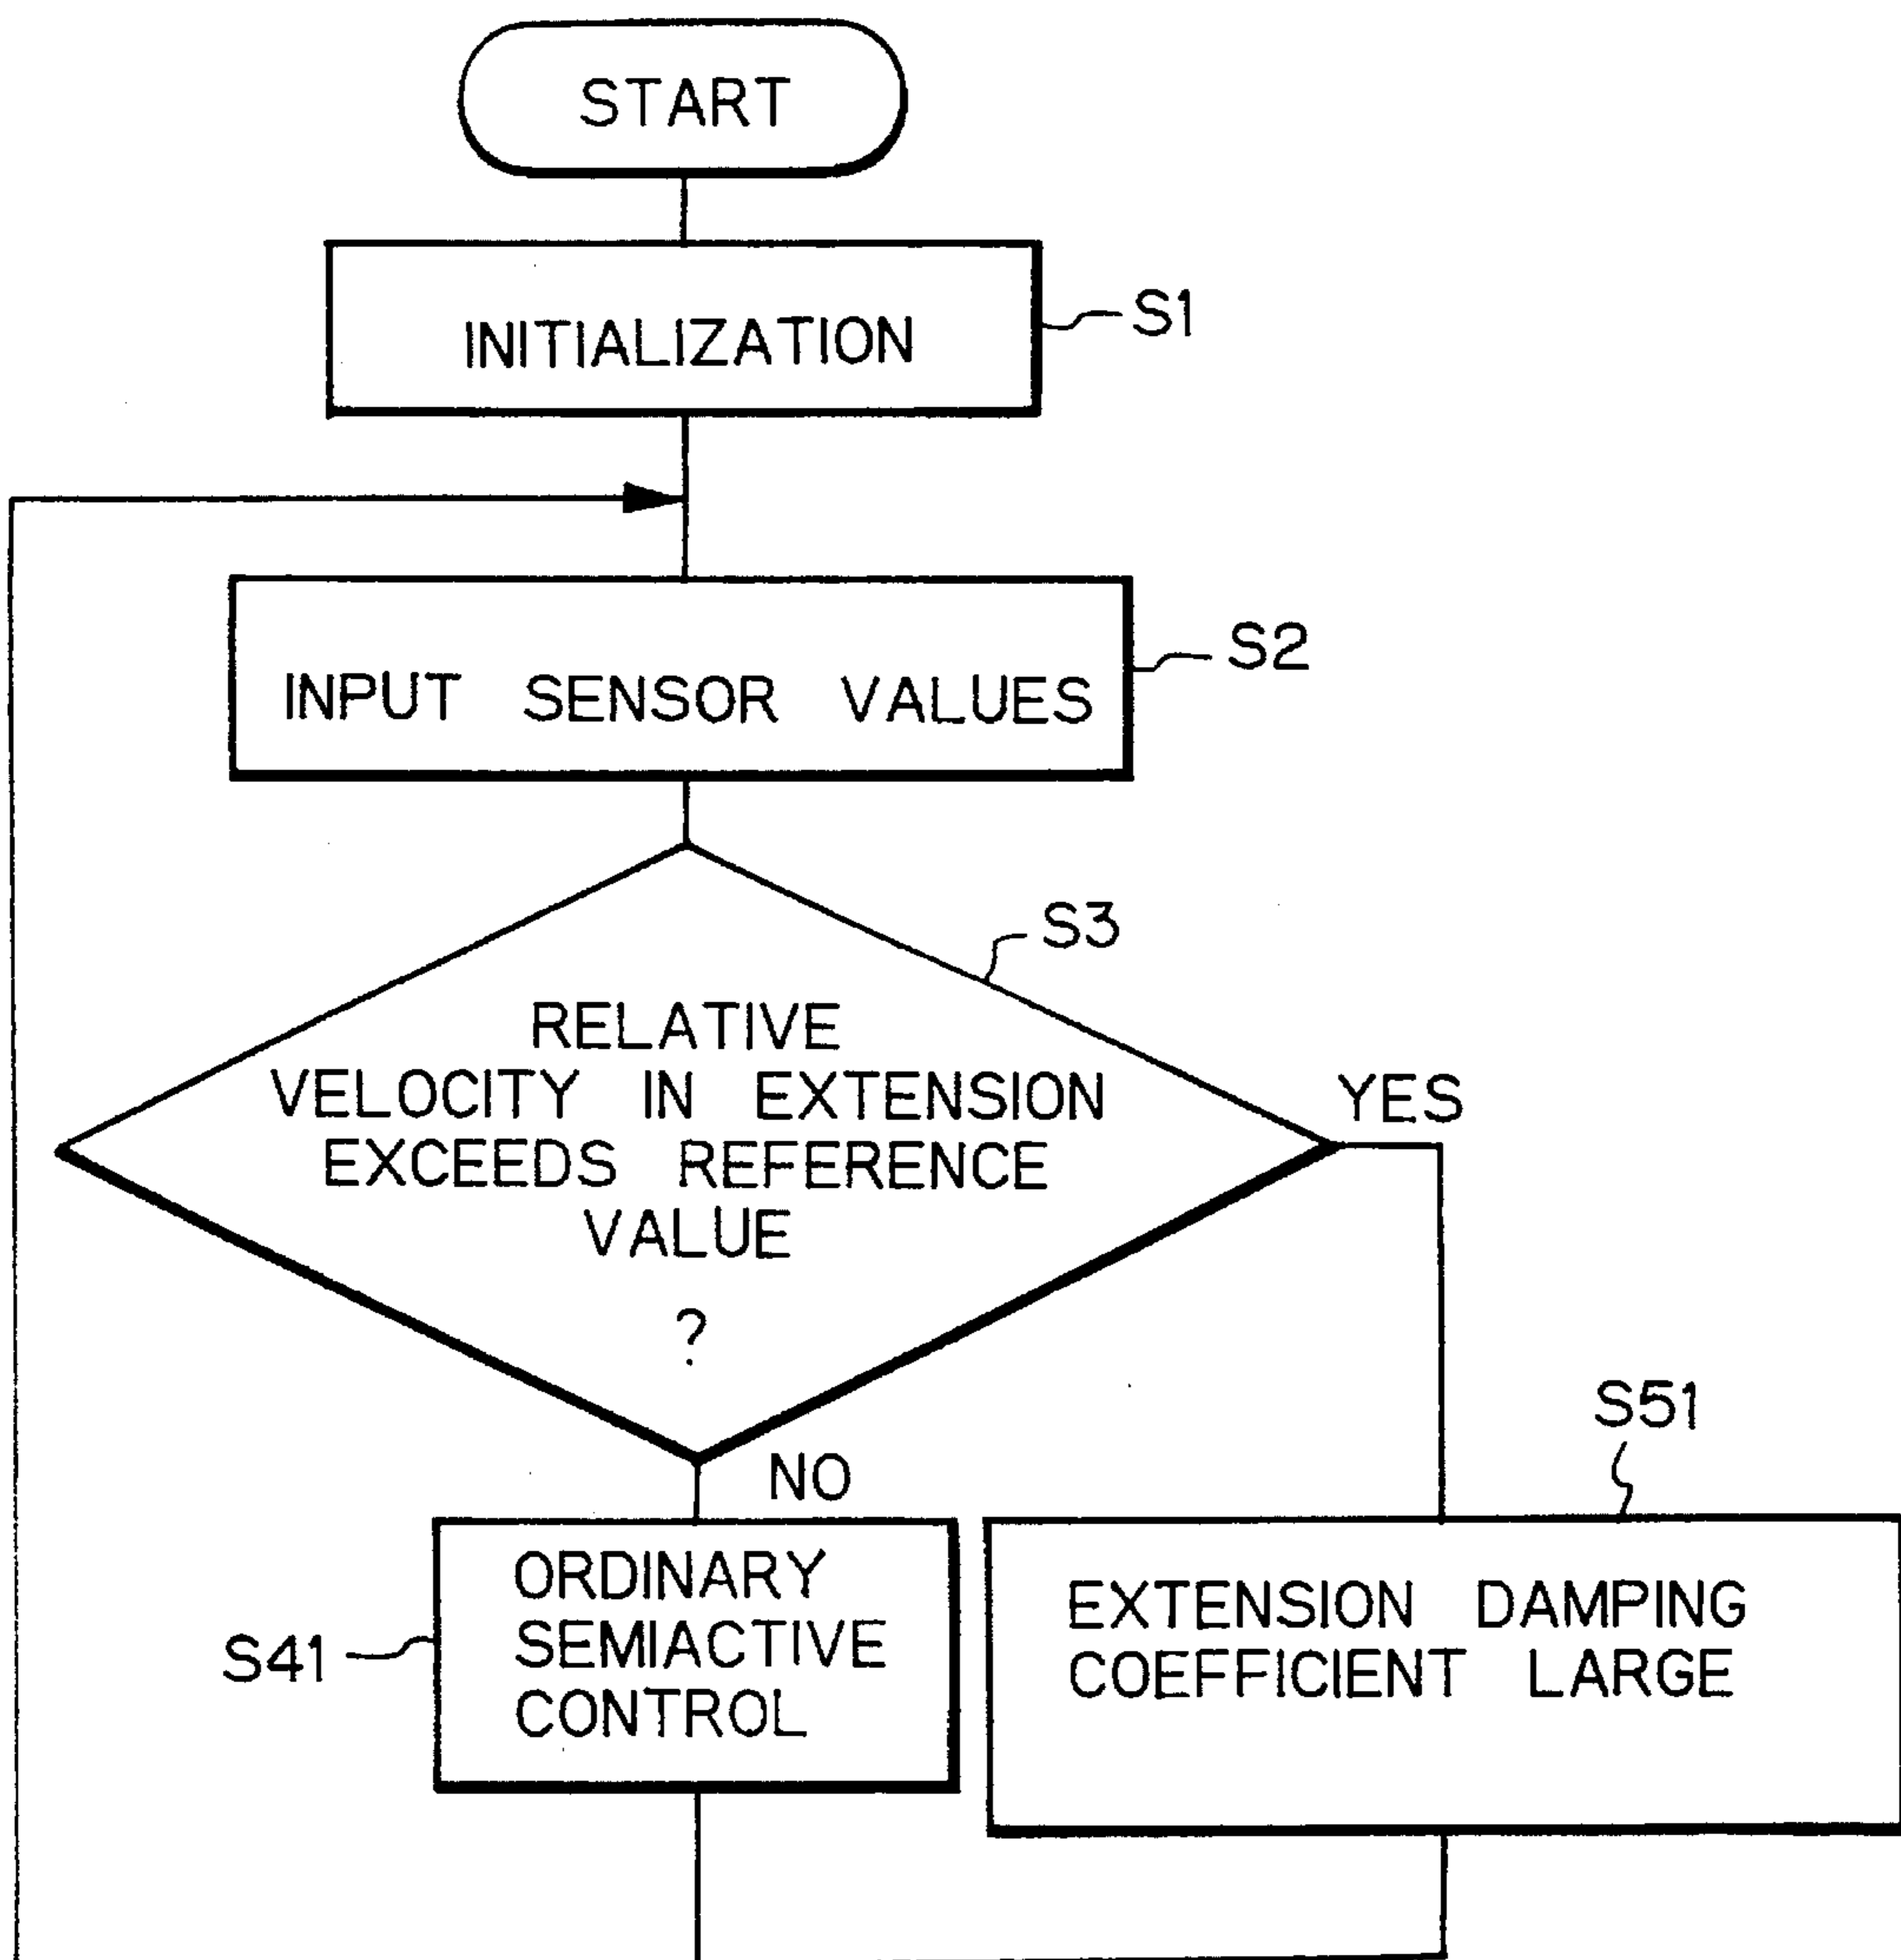 START
INITIALIZATION
S1
INPUT SENSOR VALUES
S2
S3
RELATIVE
VELOCITY IN EXTENSION
EXCEEDS REFERENCE
VALUE
?
YES
NO
S51
ORDINARY
SEMIACTIVE
CONTROL
S41
EXTENSION DAMPING
COEFFICIENT LARGE